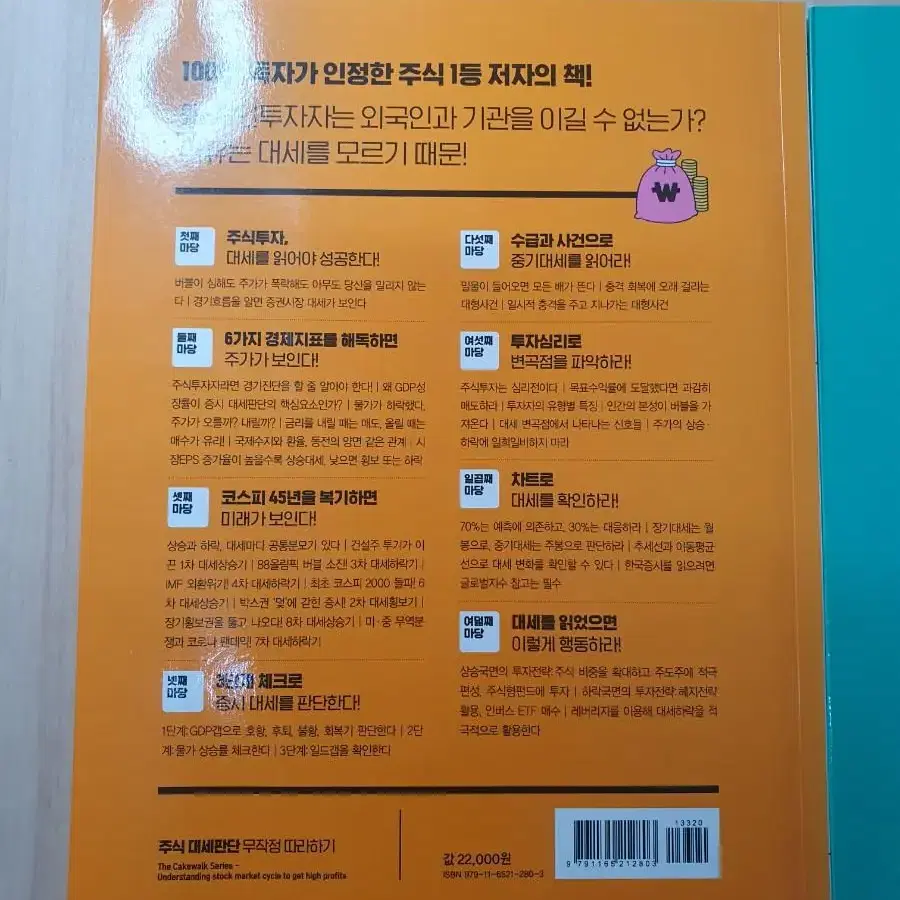 인정한 주식 1등 저자의 책!
투자자는 외국인과 기관을 이길 수 없는가?
대세를 모르기 때문!
₩
첫째
마당
주식투자,
대세를 읽어야 성공한다!
버블이 심해도 주가가 폭락해도 아무도 당신을 말리지 않는
다 | 경기흐름을 알면 증권시장 대세가 보인다
둘째
마당
6가지 경제지표를 해독하면
주가가 보인다!
주식투자자라면 경기진단을 할 줄 알아야 한다! | 왜 GDP성
장률이 증시 대세판단의 핵심요소인가? | 물가가 하락했다,
주가가 오를까? 내릴까? | 금리를 내릴 때는 매도, 올릴 때는
매수가 유리! | 국제수지와 환율, 동전의 양면 같은 관계 | 시
장EPS 증가율이 높을수록 상승대세, 낮으면 횡보 또는 하락
셋째
마당
코스피 45년을 복기하면
미래가 보인다!
상승과 하락, 대세마다 공통분모가 있다 | 건설주 투기가 이
끈 1차 대세상승기 | 88올림픽 버블 소진! 3차 대세하락기 |
IMF 외환위기! 4차 대세하락기 | 최초 코스피 2000 돌파! 6
차 대세상승기 | 박스권 '덫'에 갇힌 증시! 2차 대세횡보기 |
장기횡보권을 뚫고 나오다! 8차 대세상승기 | 미·중 무역분
쟁과 코로나 팬데믹! 7차 대세하락기
넷째
마당
체크로
증시 대세를 판단한다!
1단계: GDP갭으로 호황, 후퇴, 불황, 회복기 판단한다 | 2단
계: 물가 상승률 체크한다 | 3단계: 일드갭을 확인한다
다섯째
마당
수급과 사건으로
중기대세를 읽어라!
밀물이 들어오면 모든 배가 뜬다 | 충격 회복에 오래 걸리는
대형사건 | 일시적 충격을 주고 지나가는 대형사건
여섯째
마당
투자심리로
변곡점을 파악하라!
주식투자는 심리전이다 | 목표수익률에 도달했다면 과감히
매도하라 | 투자자의 유형별 특징 | 인간의 본성이 버블을 가
져온다 | 대세 변곡점에서 나타나는 신호들 | 주가의 상승·
하락에 일희일비하지 마라
일곱째
마당
차트로
대세를 확인하라!
70%는 예측에 의존하고, 30%는 대응하라 | 장기대세는 월
봉으로, 중기대세는 주봉으로 판단하라 | 추세선과 이동평균
선으로 대세 변화를 확인할 수 있다 | 한국증시를 읽으려면
글로벌지수 참고는 필수
여덟째
마당
대세를 읽었으면
이렇게 행동하라!
상승국면의 투자전략: 주식 비중을 확대하고 주도주에 적극
편성, 주식형펀드에 투자 | 하락국면의 투자전략: 헤지전략
활용, 인버스 ETF 매수 | 레버리지를 이용해 대세하락을 적
극적으로 활용한다
주식 대세판단 무작정 따라하기
The Cakewalk Series -
Understanding stock market cycle to get high profits
값 22,000원
ISBN 979-11-6521-280-3
13320
9 791165 212803